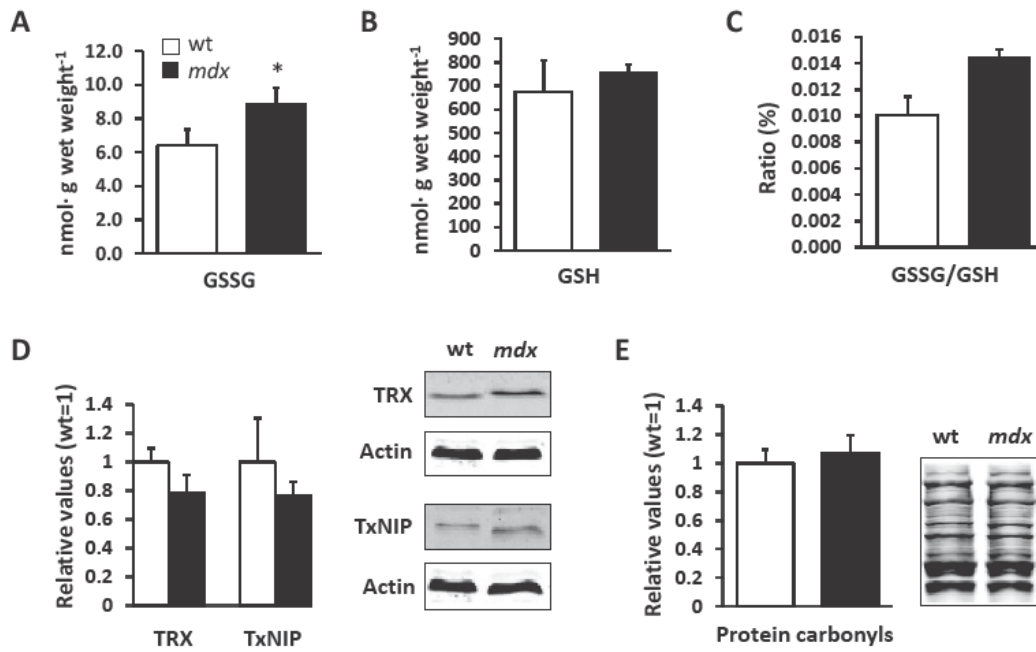 A
nmol· g wet weight-1
12.0
10.0
8.0
6.0
4.0
2.0
0.0
wt
mdx
*
GSSG
B
nmol· g wet weight-1
900
800
700
600
500
400
300
200
100
0
GSH
C
Ratio (%)
0.016
0.014
0.012
0.010
0.008
0.006
0.004
0.002
0.000
GSSG/GSH
D
Relative values (wt=1)
1.4
1.2
1
0.8
0.6
0.4
0.2
0
TRX TxNIP
wt mdx
TRX
Actin
TxNIP
Actin
E
Relative values (wt=1)
1.4
1.2
1
0.8
0.6
0.4
0.2
0
Protein carbonyls
wt mdx